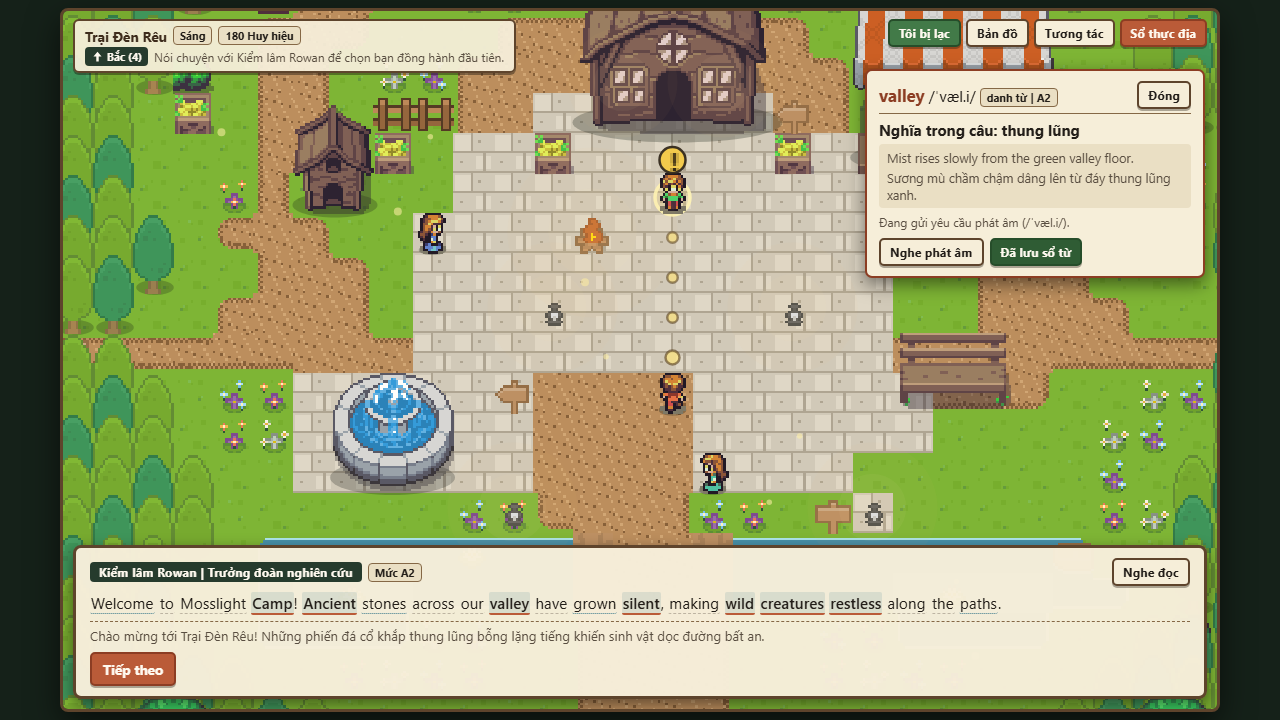 Trại Đèn Rêu Sáng 180 Huy hiệu
↑ Bắc (4) Nói chuyện với Kiểm lâm Rowan để chọn bạn đồng hành đầu tiên.
Tôi bị lạc Bản đồ Tương tác Sổ thực địa
valley /ˈvæl.i/ danh từ | A2 Đóng
Nghĩa trong câu: thung lũng
Mist rises slowly from the green valley floor.
Sương mù chầm chậm dâng lên từ đáy thung lũng
xanh.
Đang gửi yêu cầu phát âm (/ˈvæl.i/).
Nghe phát âm Đã lưu sổ từ
Kiểm lâm Rowan | Trưởng đoàn nghiên cứu Mức A2 Nghe đọc
Welcome to Mosslight Camp! Ancient stones across our valley have grown silent, making wild creatures restless along the paths.
Chào mừng tới Trại Đèn Rêu! Những phiến đá cổ khắp thung lũng bỗng lặng tiếng khiến sinh vật dọc đường bất an.
Tiếp theo